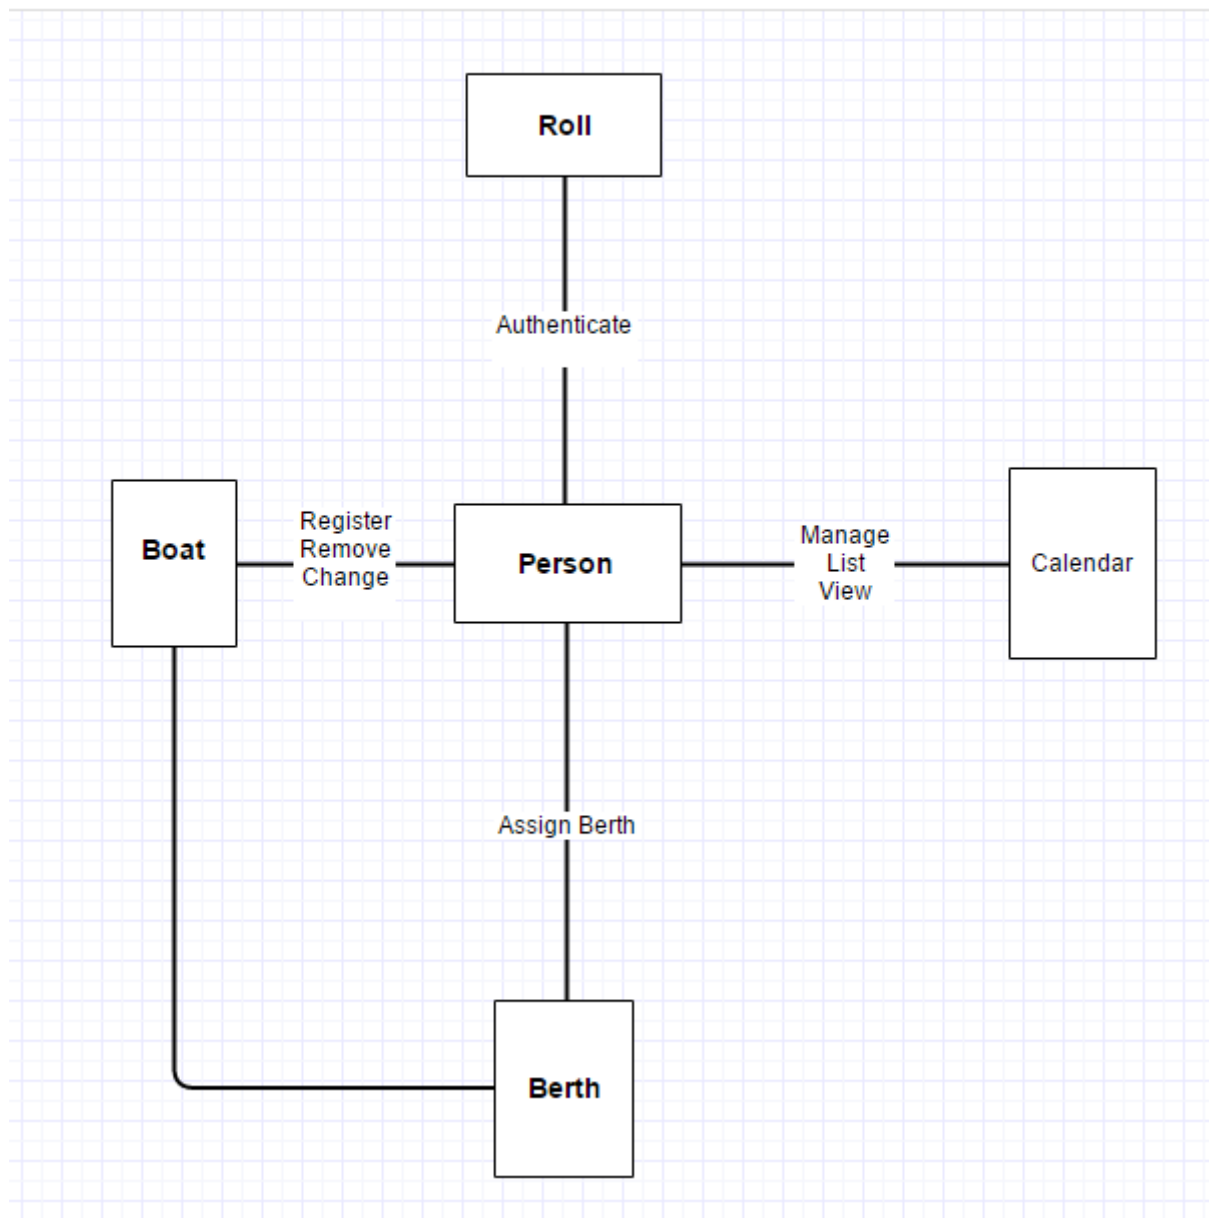 Roll
Authenticate
Boat
Register
Remove
Change
Person
Manage
List
View
Calendar
Assign Berth
Berth